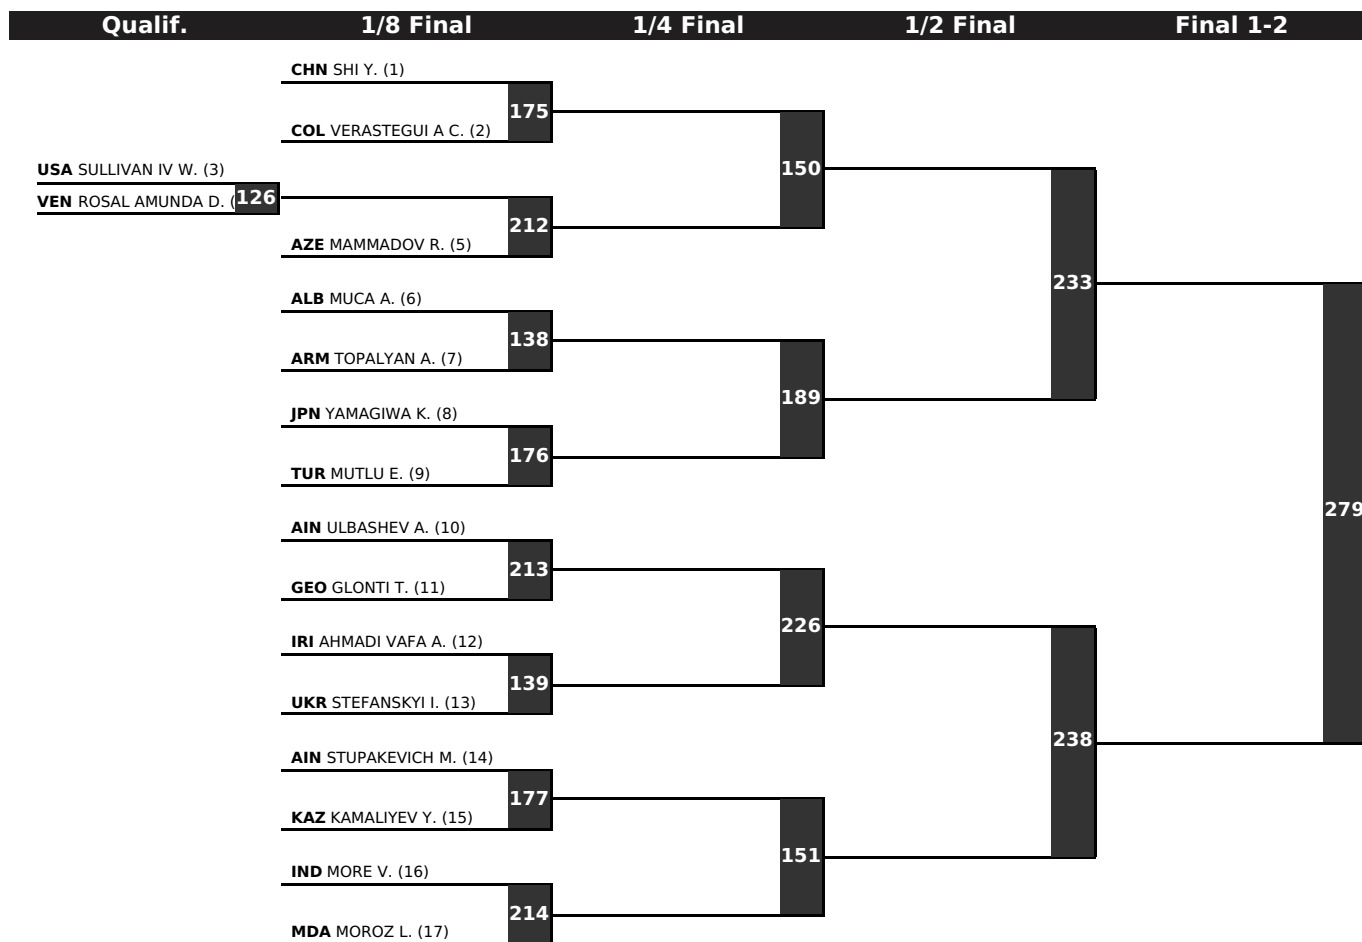 Qualif. 1/8 Final 1/4 Final 1/2 Final Final 1-2
CHN SHI Y. (1)
175
COL VERASTEGUI A C. (2)
150
USA SULLIVAN IV W. (3)
VEN ROSAL AMUNDA D. (
126
212
AZE MAMMADOV R. (5)
233
ALB MUCA A. (6)
138
ARM TOPALYAN A. (7)
189
JPN YAMAGIWA K. (8)
176
TUR MUTLU E. (9)
279
AIN ULBASHEV A. (10)
213
GEO GLONTI T. (11)
226
IRI AHMADI VAFA A. (12)
139
UKR STEFANSKYI I. (13)
238
AIN STUPAKEVICH M. (14)
177
KAZ KAMALIYEV Y. (15)
151
IND MORE V. (16)
214
MDA MOROZ L. (17)